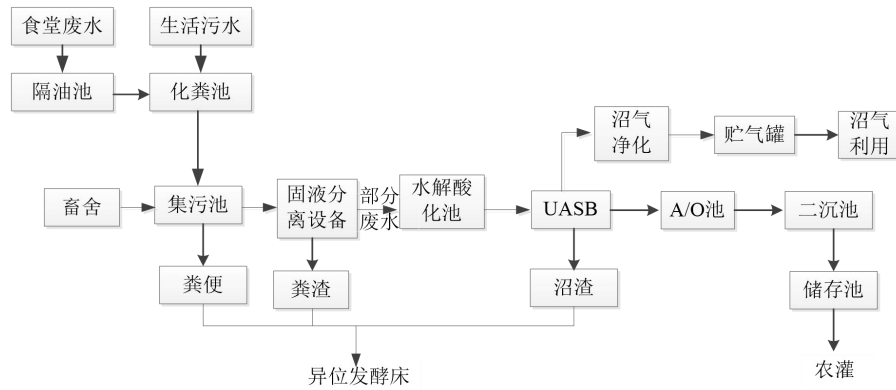 食堂废水
生活污水
隔油池
化粪池
沼气
净化
贮气罐
沼气
利用
畜舍
集污池
固液分
离设备
部分
废水
水解酸
化池
UASB
A/O池
二沉池
粪便
粪渣
沼渣
储存池
异位发酵床
农灌